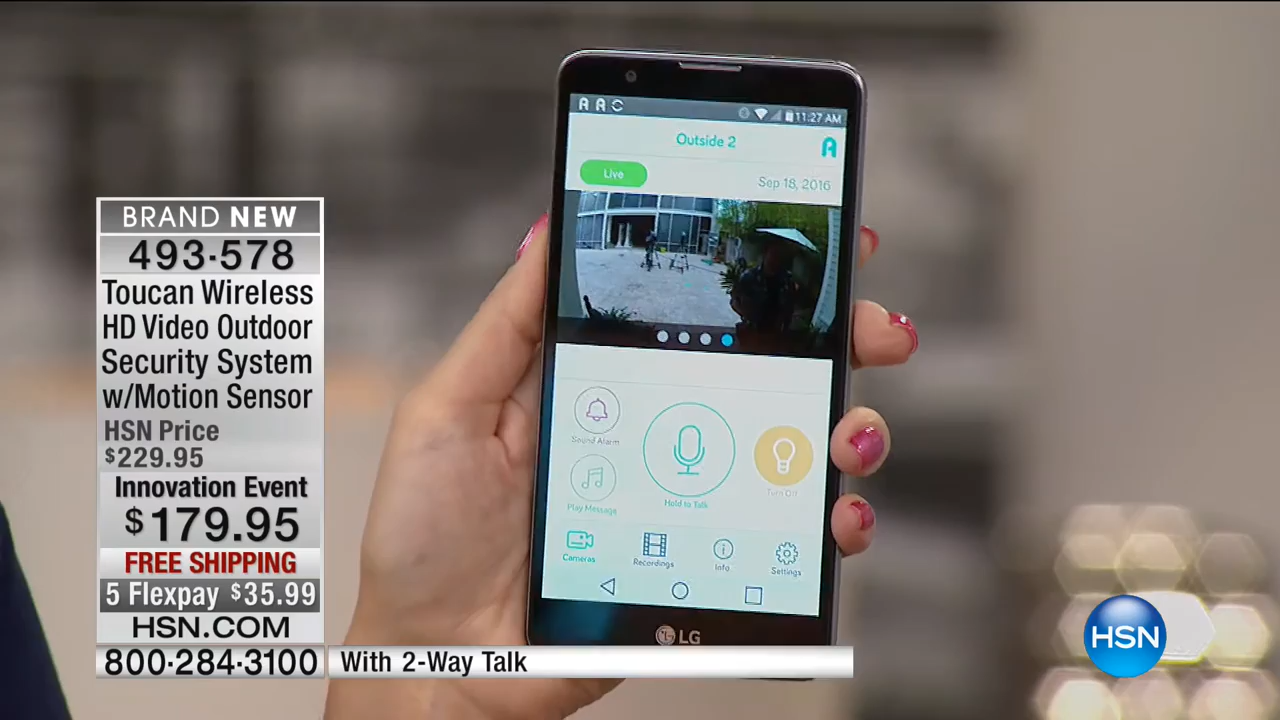 BRAND NEW
493·578
Toucan Wireless
HD Video Outdoor
Security System
w/Motion Sensor
HSN Price
$229.95
Innovation Event
$179.95
FREE SHIPPING
5 Flexpay $35.99
HSN.COM
800·284·3100
With 2-Way Talk
11:27 AM
Outside 2
Live
Sep 18, 2016
Sound Alarm
Hold to Talk
Turn Off
Play Message
Cameras
Recordings
Info
Settings
LG
HSN